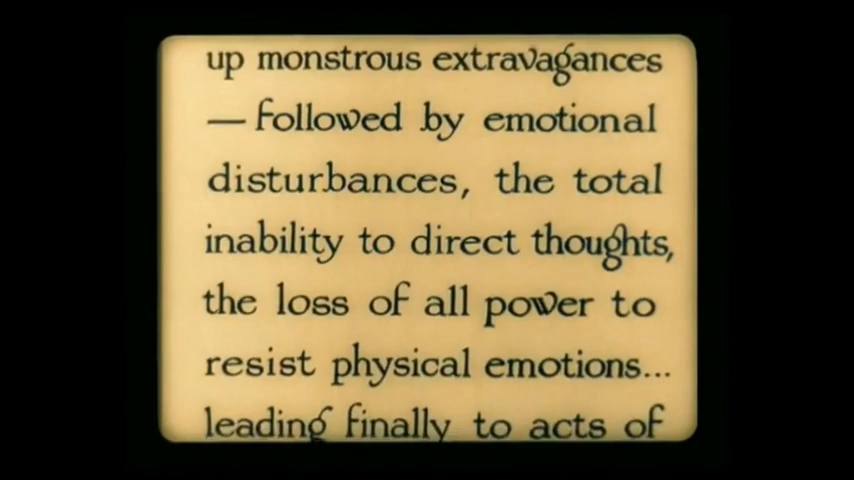 up monstrous extravagances
— followed by emotional
disturbances, the total
inability to direct thoughts,
the loss of all power to
resist physical emotions...
leading finally to acts of